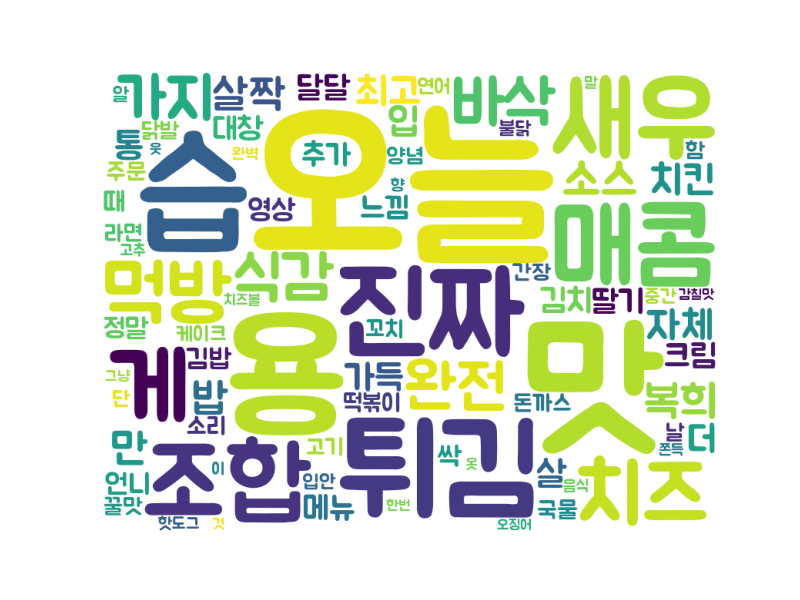 알 가지 살짝 달달 최고 연어 바삭 새우 말
닭발 통 옷 대창 완벽 추가 입 양념 불닭 소스 치킨 함
주문 때 습 오늘 영상 느낌 향 매콤
라면 고추 먹방 식감 치즈볼 진짜 간장 김치 딸기 중간 감칠맛
정말 케이크 용 꼬치 맛 자체
게 김밥 그냥 단 밥 소리 가득 떡볶이 완전 돈까스 크림 복희
만 언니 꿀맛 조합 이 고기 입안 튀김 싹 옷 살 음식 치즈 날 쫀득 더
핫도그 것 메뉴 한번 오징어 국물